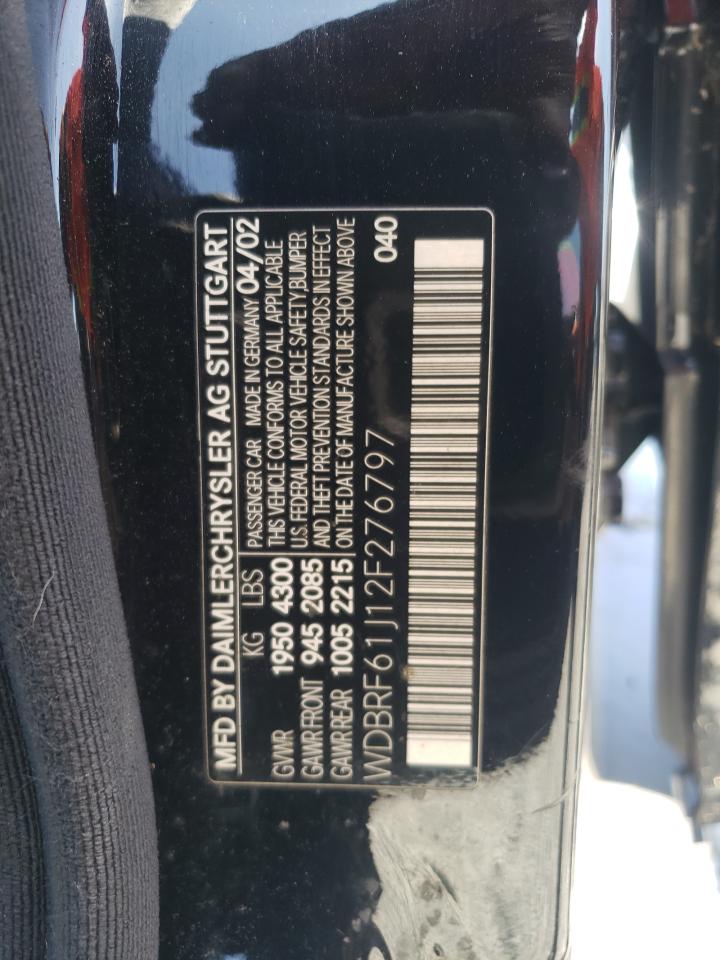 MFD BY DAIMLERCHRYSLER AG STUTTGART
KG LBS
GVWR 1950 4300
GAWR FRONT 945 2085
GAWR REAR 1005 2215
PASSENGER CAR MADE IN GERMANY 04/02
THIS VEHICLE CONFORMS TO ALL APPLICABLE
U.S. FEDERAL MOTOR VEHICLE SAFETY, BUMPER
AND THEFT PREVENTION STANDARDS IN EFFECT
ON THE DATE OF MANUFACTURE SHOWN ABOVE
WDBRF61J12F276797 040